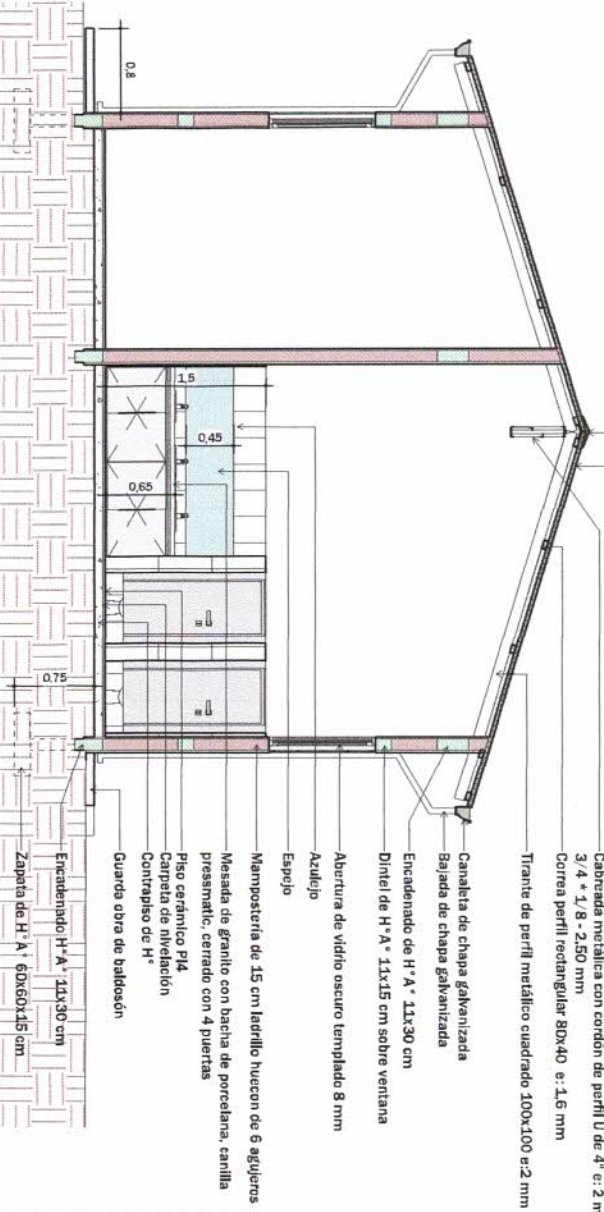 Cabreada metálica con cordón de perfil U de 4" e: 2 m
3/4 * 1/8 - 2.50 mm
Correa perfil rectangular 80x40 e: 1,6 mm
Tirante de perfil metálico cuadrado 100x100 e:2 mm
Canaleta de chapa galvanizada
Bajada de chapa galvanizada
Encadenado de H°A° 11x30 cm
Dintel de H°A° 11x15 cm sobre ventana
Abertura de vidrio oscuro templado 8 mm
Azulejo
Espejo
Mampostería de 15 cm ladrillo huecon de 6 agujeros
Mesada de granito con bacha de porcelana, canilla
pressmatic, cerrado con 4 puertas
Piso cerámico PI4
Carpeta de nivelación
Contrapiso de H°
Guarda obra de baldosón
Encadenado H°A° 11x30 cm
Zapata de H°A° 60x60x15 cm
0,8
1,5
0,45
0,65
0,75